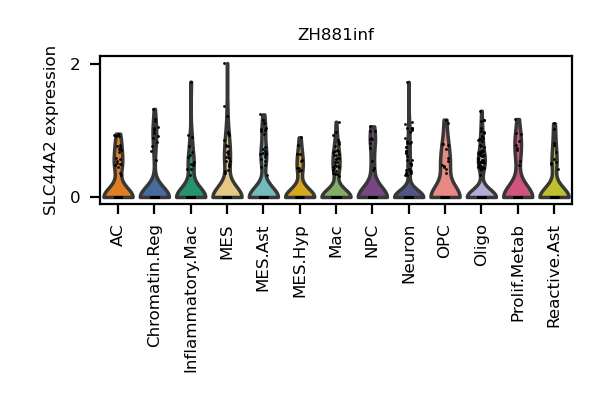 ZH881inf
SLC44A2 expression
2
0
AC
Chromatin.Reg
Inflammatory.Mac
MES
MES.Ast
MES.Hyp
Mac
NPC
Neuron
OPC
Oligo
Prolif.Metab
Reactive.Ast